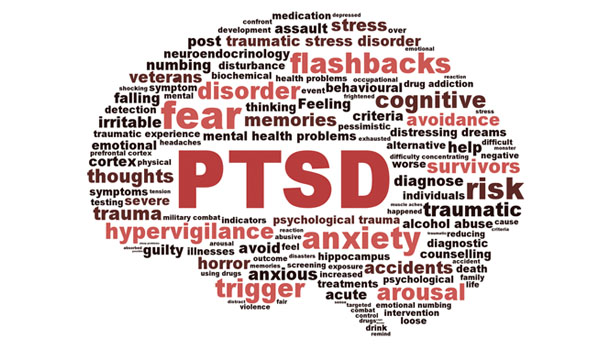 medication depressed
confront
development assault stress over
post traumatic stress disorder
neuroendocrinology emotional
numbing disturbance flashbacks
veterans biochemical health problems occupational reaction
shocking symptom disorder event behavioural drug addiction
falling mental frightened cognitive
detection fear thinking Feeling stress
irritable memories criteria avoidance
traumatic experience pessimistic
mental health problems exhausted distressing dreams
emotional headaches alternative help difficult
prefrontal cortex monster
cortex physical PTSD difficulty concentrating negative
thoughts worse survivors
symptoms tension diagnose risk
testing severe individuals
trauma muscle aches
military combat indicators psychological trauma happened traumatic
hypervigilance reaction anxiety alcohol abuse cause
abusive traumatic reducing criteria
absorbed guilty arousal avoid feel diagnostic
illnesses disasters hippocampus counselling
horror outcome memories screening exposure accidents accident death
using drugs anxious increased psychological family
trigger treatments arousal life
acute
distract fair targeted emotional numbing
violence combat intervention
control
drugs loose
drink
remind